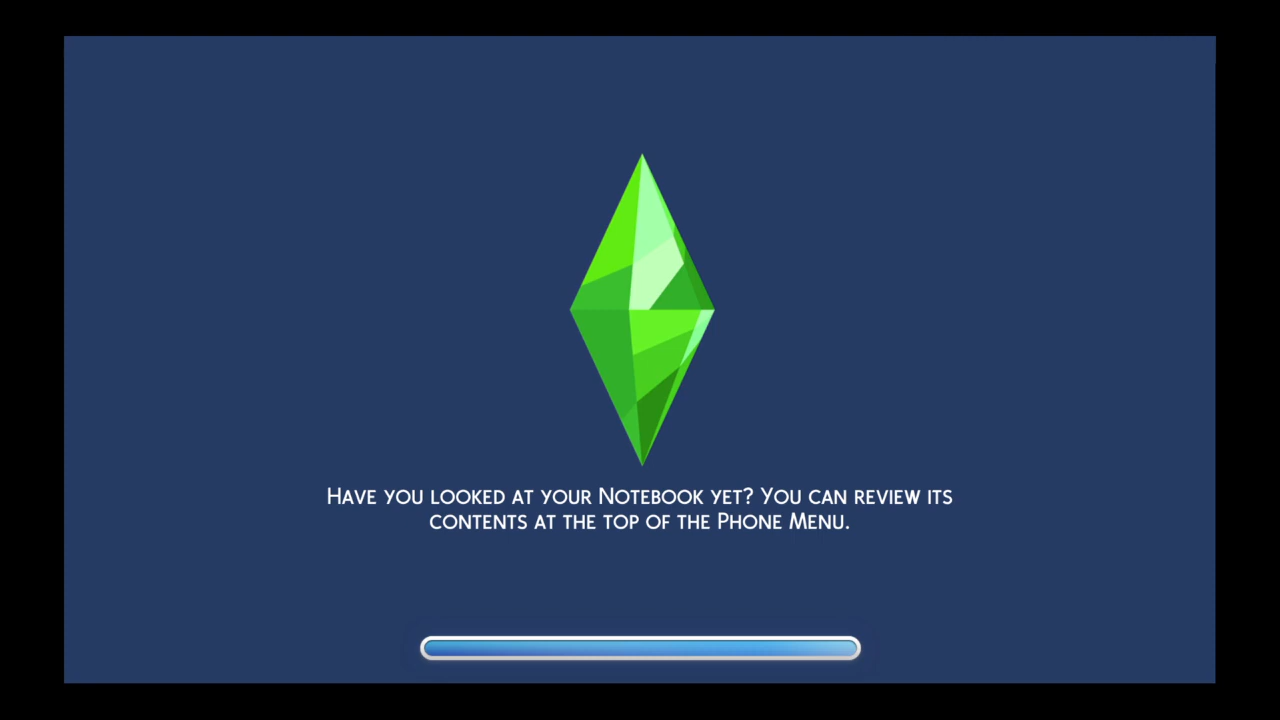 Have you looked at your Notebook yet? You can review its
contents at the top of the Phone Menu.